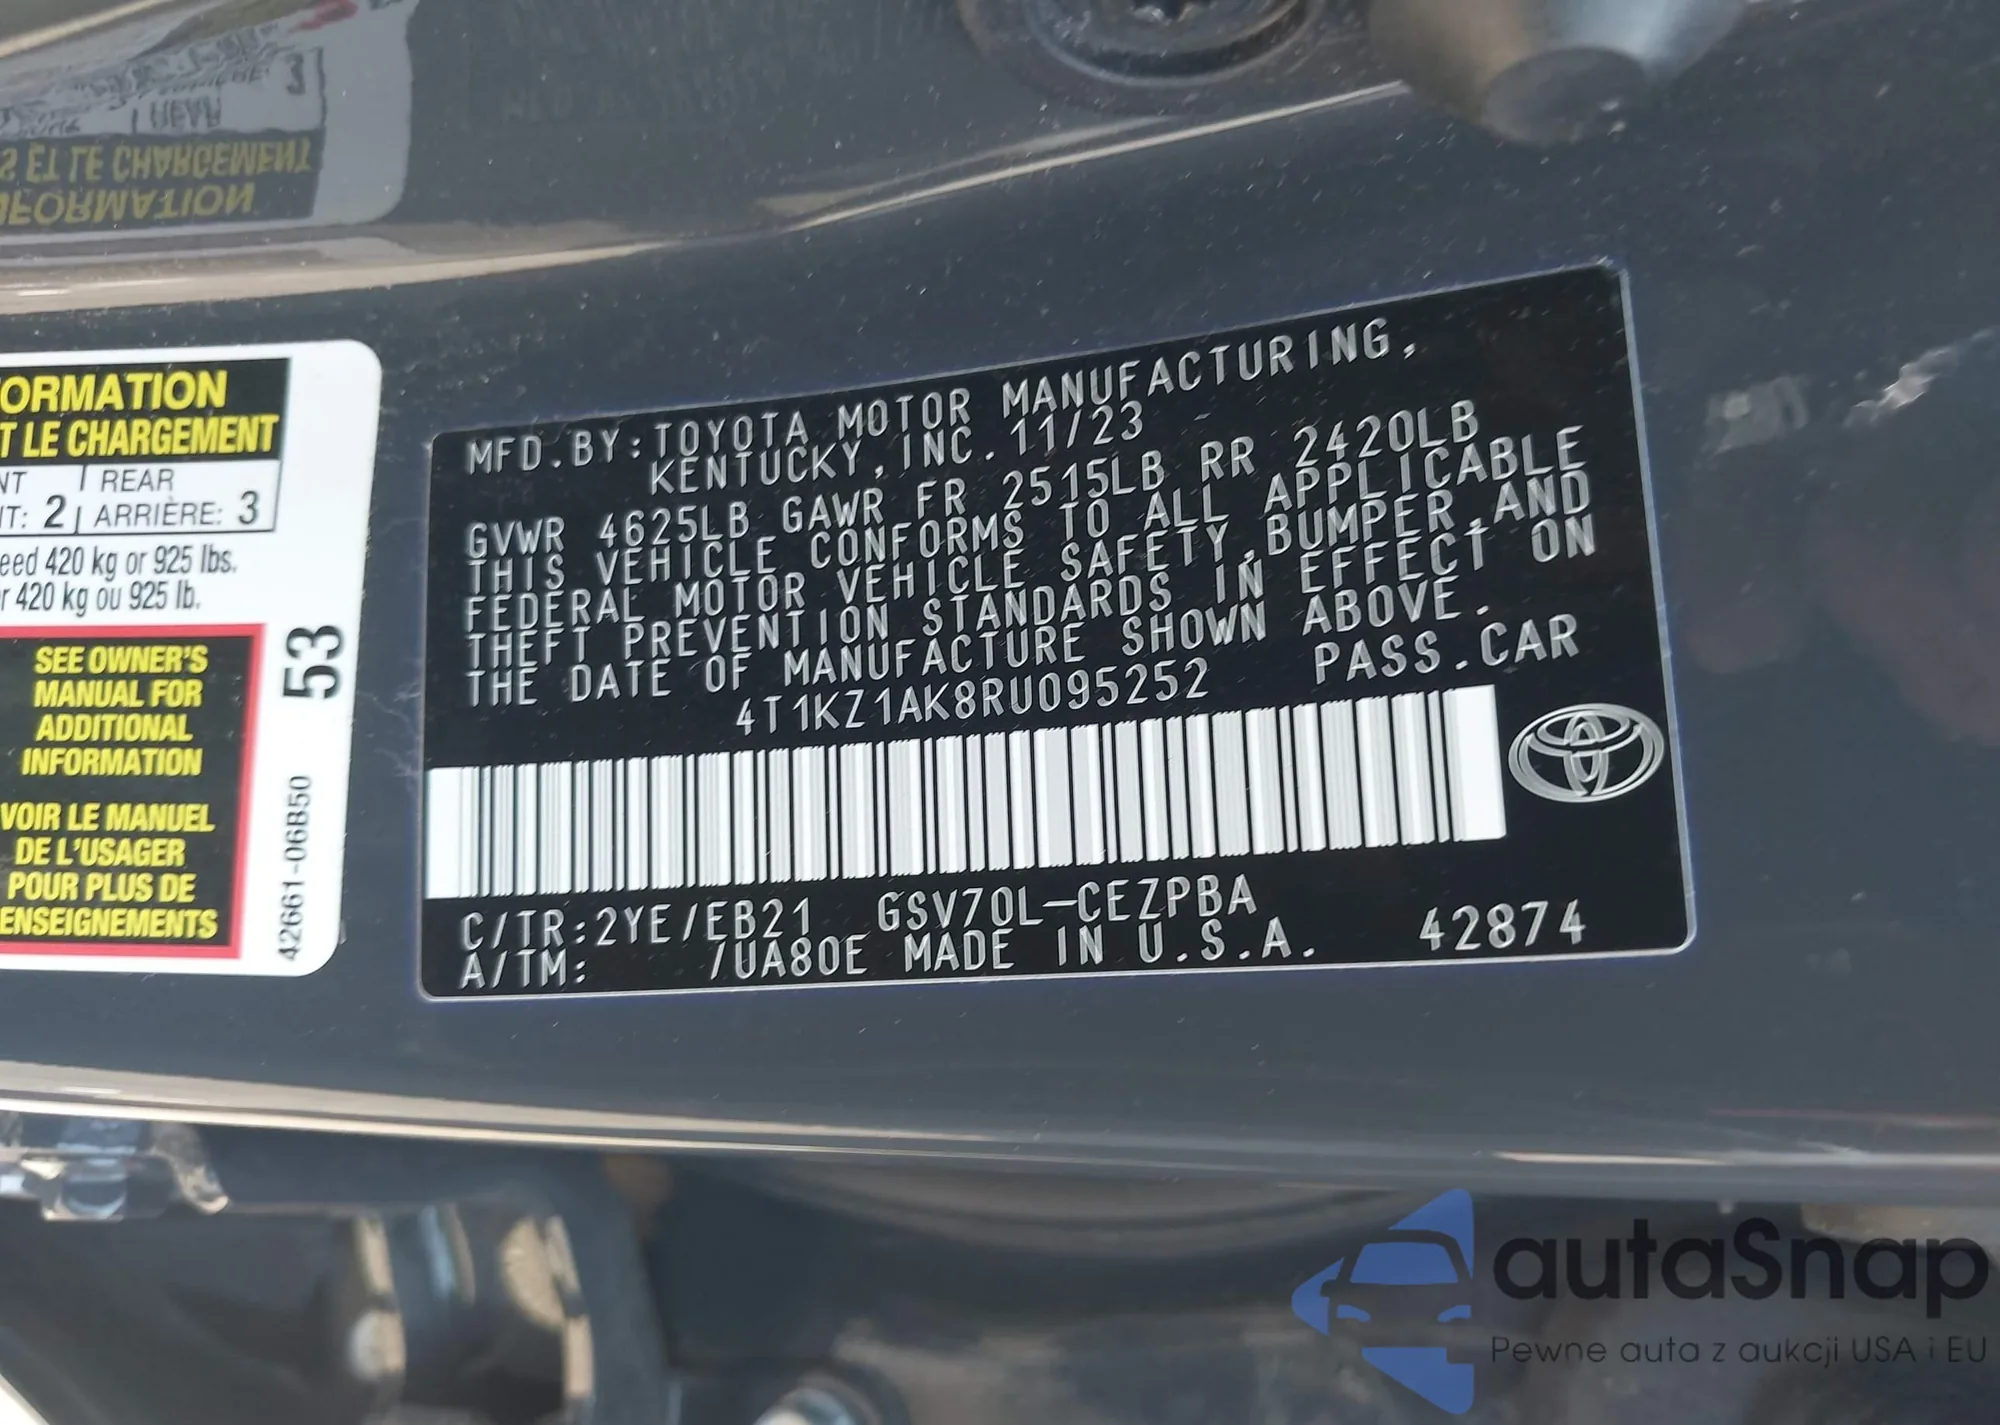 ORMATION
T LE CHARGEMENT
NT | REAR
T: 2 | ARRIÈRE: 3
eed 420 kg or 925 lbs.
r 420 kg ou 925 lb.
SEE OWNER'S
MANUAL FOR
ADDITIONAL
INFORMATION
VOIR LE MANUEL
DE L'USAGER
POUR PLUS DE
ENSEIGNEMENTS
53
42661-06B50
MFD.BY:TOYOTA MOTOR MANUFACTURING,
KENTUCKY,INC. 11/23
GVWR 4625LB GAWR FR 2515LB RR 2420LB
THIS VEHICLE CONFORMS TO ALL APPLICABLE
FEDERAL MOTOR VEHICLE SAFETY,BUMPER,AND
THEFT PREVENTION STANDARDS IN EFFECT ON
THE DATE OF MANUFACTURE SHOWN ABOVE.
4T1KZ1AK8RU095252 PASS.CAR
C/TR:2YE/EB21 GSV70L-CEZPBA
A/TM: /UA80E MADE IN U.S.A. 42874
autaSnap
Pewne auta z aukcji USA i EU